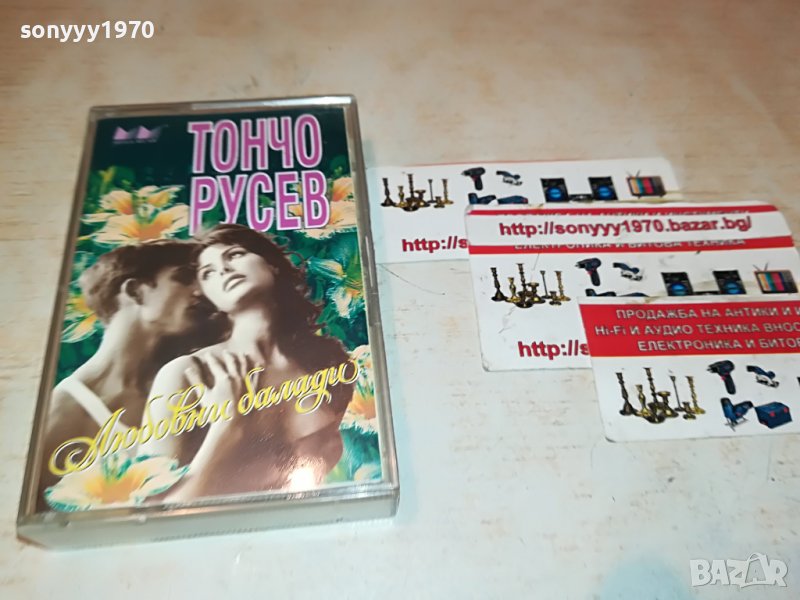 sonyyy1970
ТОНЧО
РУСЕВ
Любовни балади
http://s
http://sonyyy1970.bazar.bg/
ЕЛЕКТРОНИКА И БИТОВА ТЕХНИКА
http://s
ПРОДАЖБА НА АНТИКИ И И
Hi-Fi И АУДИО ТЕХНИКА ВНОС
ЕЛЕКТРОНИКА И БИТОВ
BAZAR